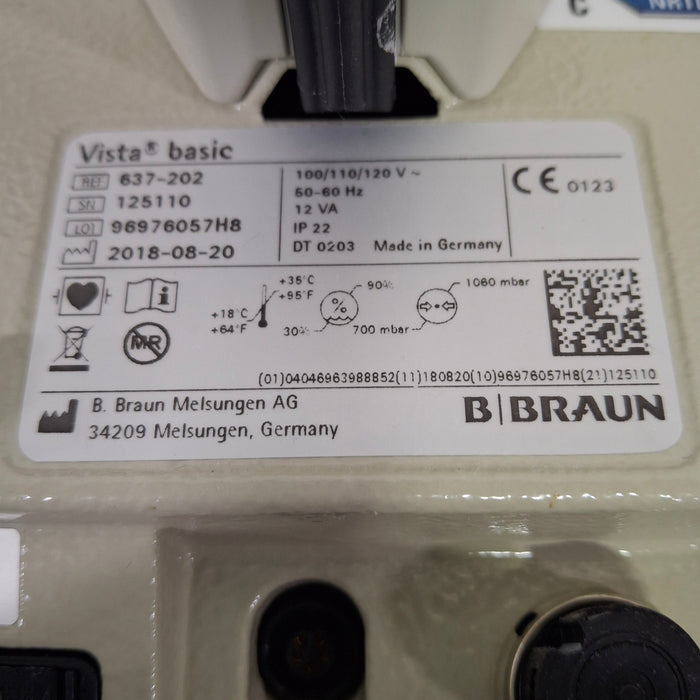 C
Vista® basic
REF 637-202
SN 125110
LOT 96976057H8
2018-08-20
100/110/120 V ~
50-60 Hz
12 VA
IP 22
DT 0203 Made in Germany
CE 0123
i
MR
+35°C
+95°F
+18°C
+64°F
%
90%
30%
1060 mbar
700 mbar
(01)04046963988852(11)180820(10)96976057H8(21)125110
B. Braun Melsungen AG
34209 Melsungen, Germany
B|BRAUN